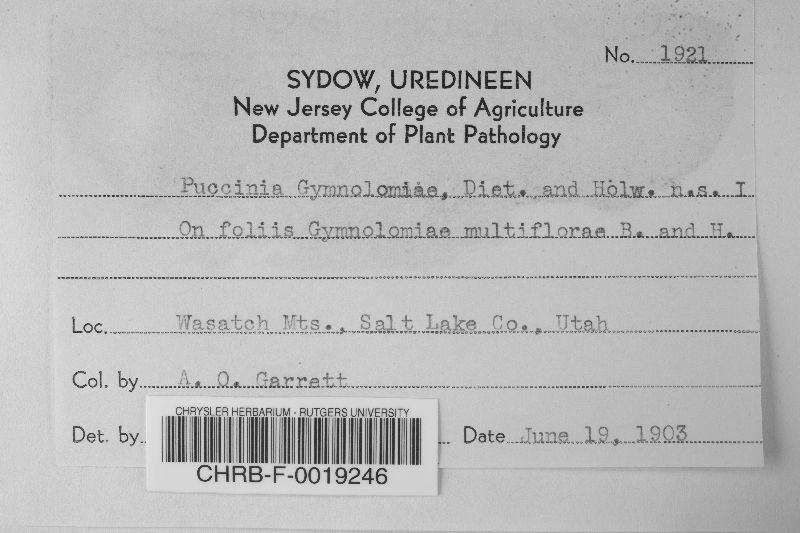 No. 1921
SYDOW, UREDINEEN
New Jersey College of Agriculture
Department of Plant Pathology
Puccinia Gymnolomiae, Diet. and Holw. n.s. I
On foliis Gymnolomiae multiflorae B. and H.
Loc. Wasatch Mts., Salt Lake Co., Utah
Col. by A. O. Garrett
Det. by Date June 19, 1903
CHRYSLER HERBARIUM - RUTGERS UNIVERSITY
CHRB-F-0019246